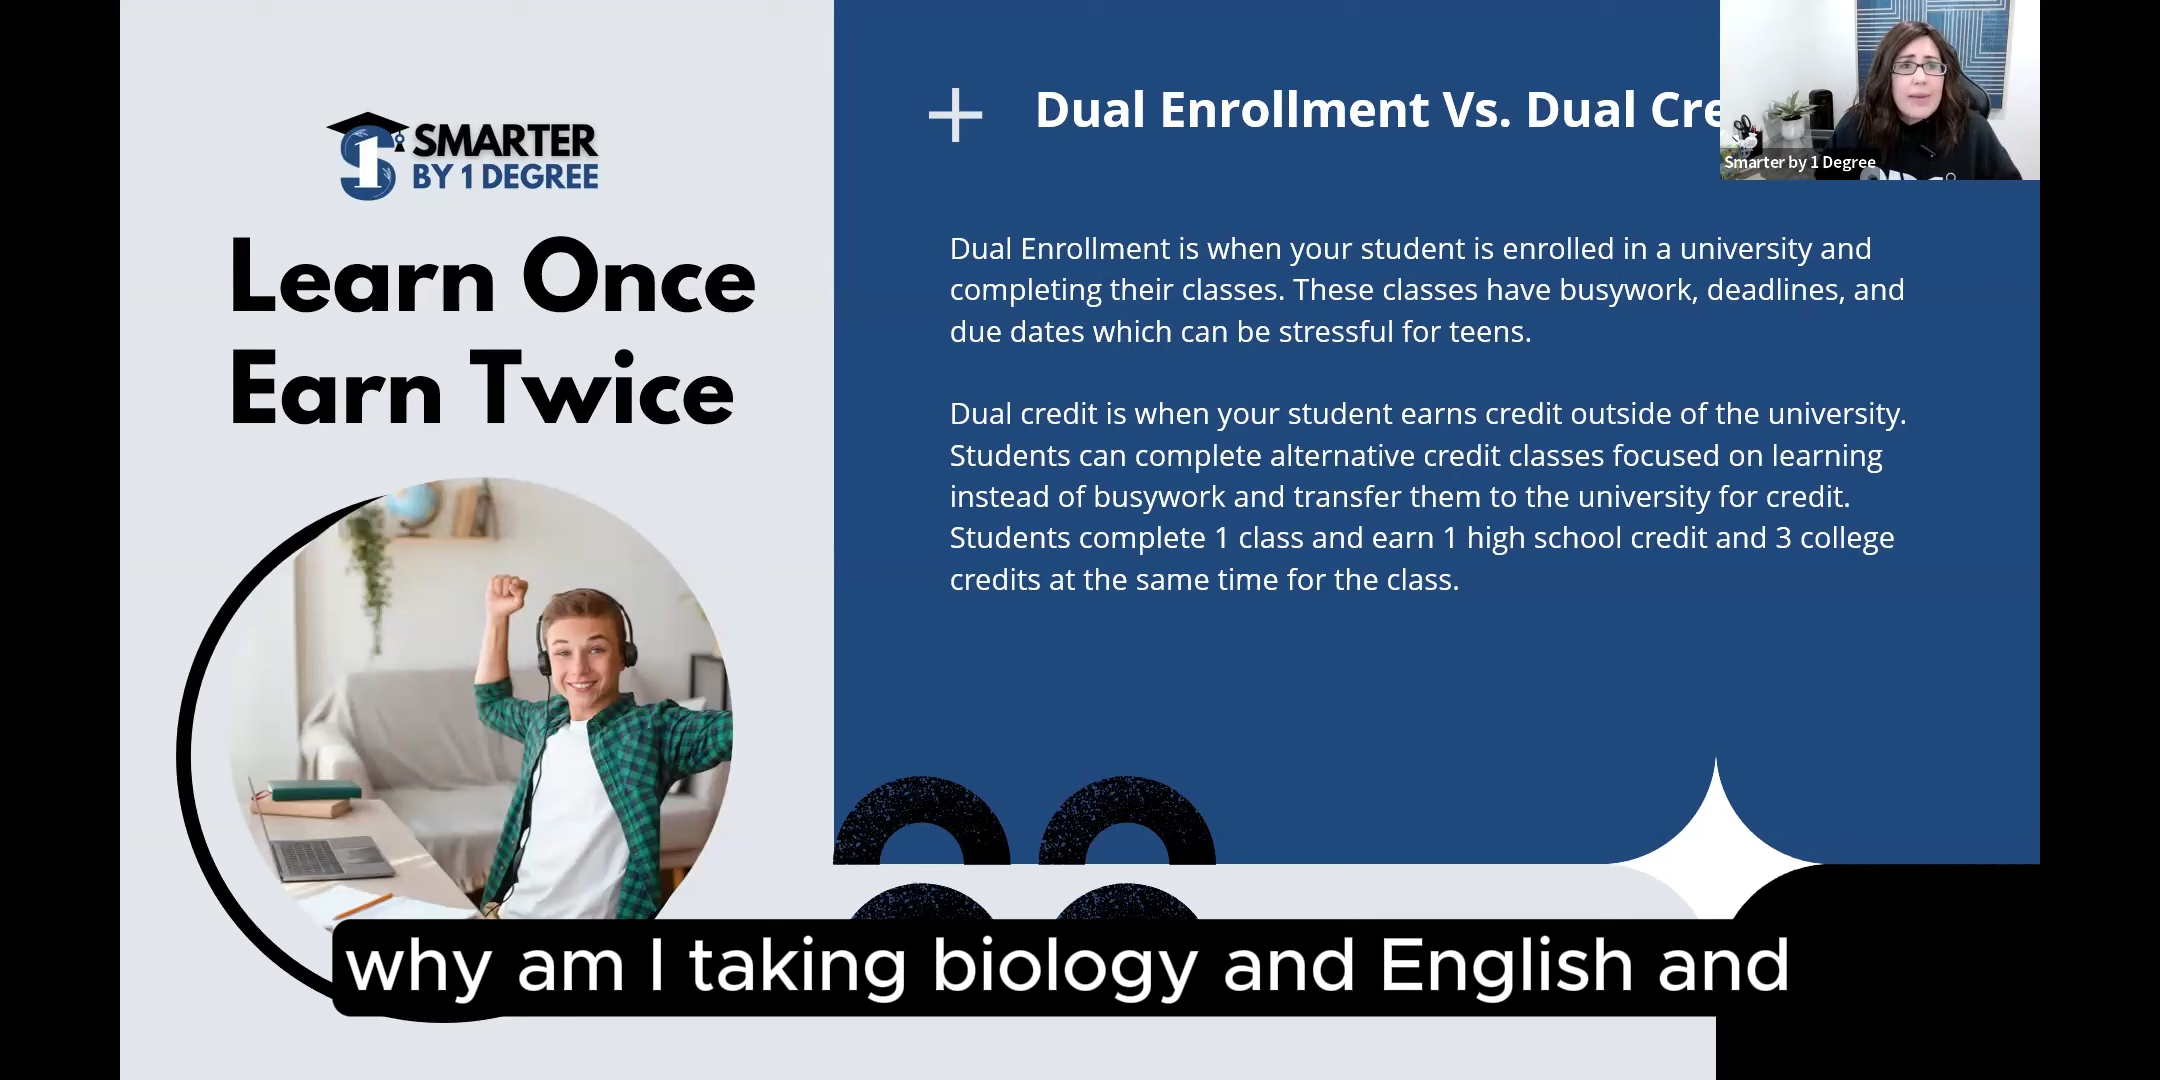 SMARTER
BY 1 DEGREE
Learn Once
Earn Twice
Dual Enrollment Vs. Dual Cre
Smarter by 1 Degree
Dual Enrollment is when your student is enrolled in a university and
completing their classes. These classes have busywork, deadlines, and
due dates which can be stressful for teens.
Dual credit is when your student earns credit outside of the university.
Students can complete alternative credit classes focused on learning
instead of busywork and transfer them to the university for credit.
Students complete 1 class and earn 1 high school credit and 3 college
credits at the same time for the class.
why am I taking biology and English and